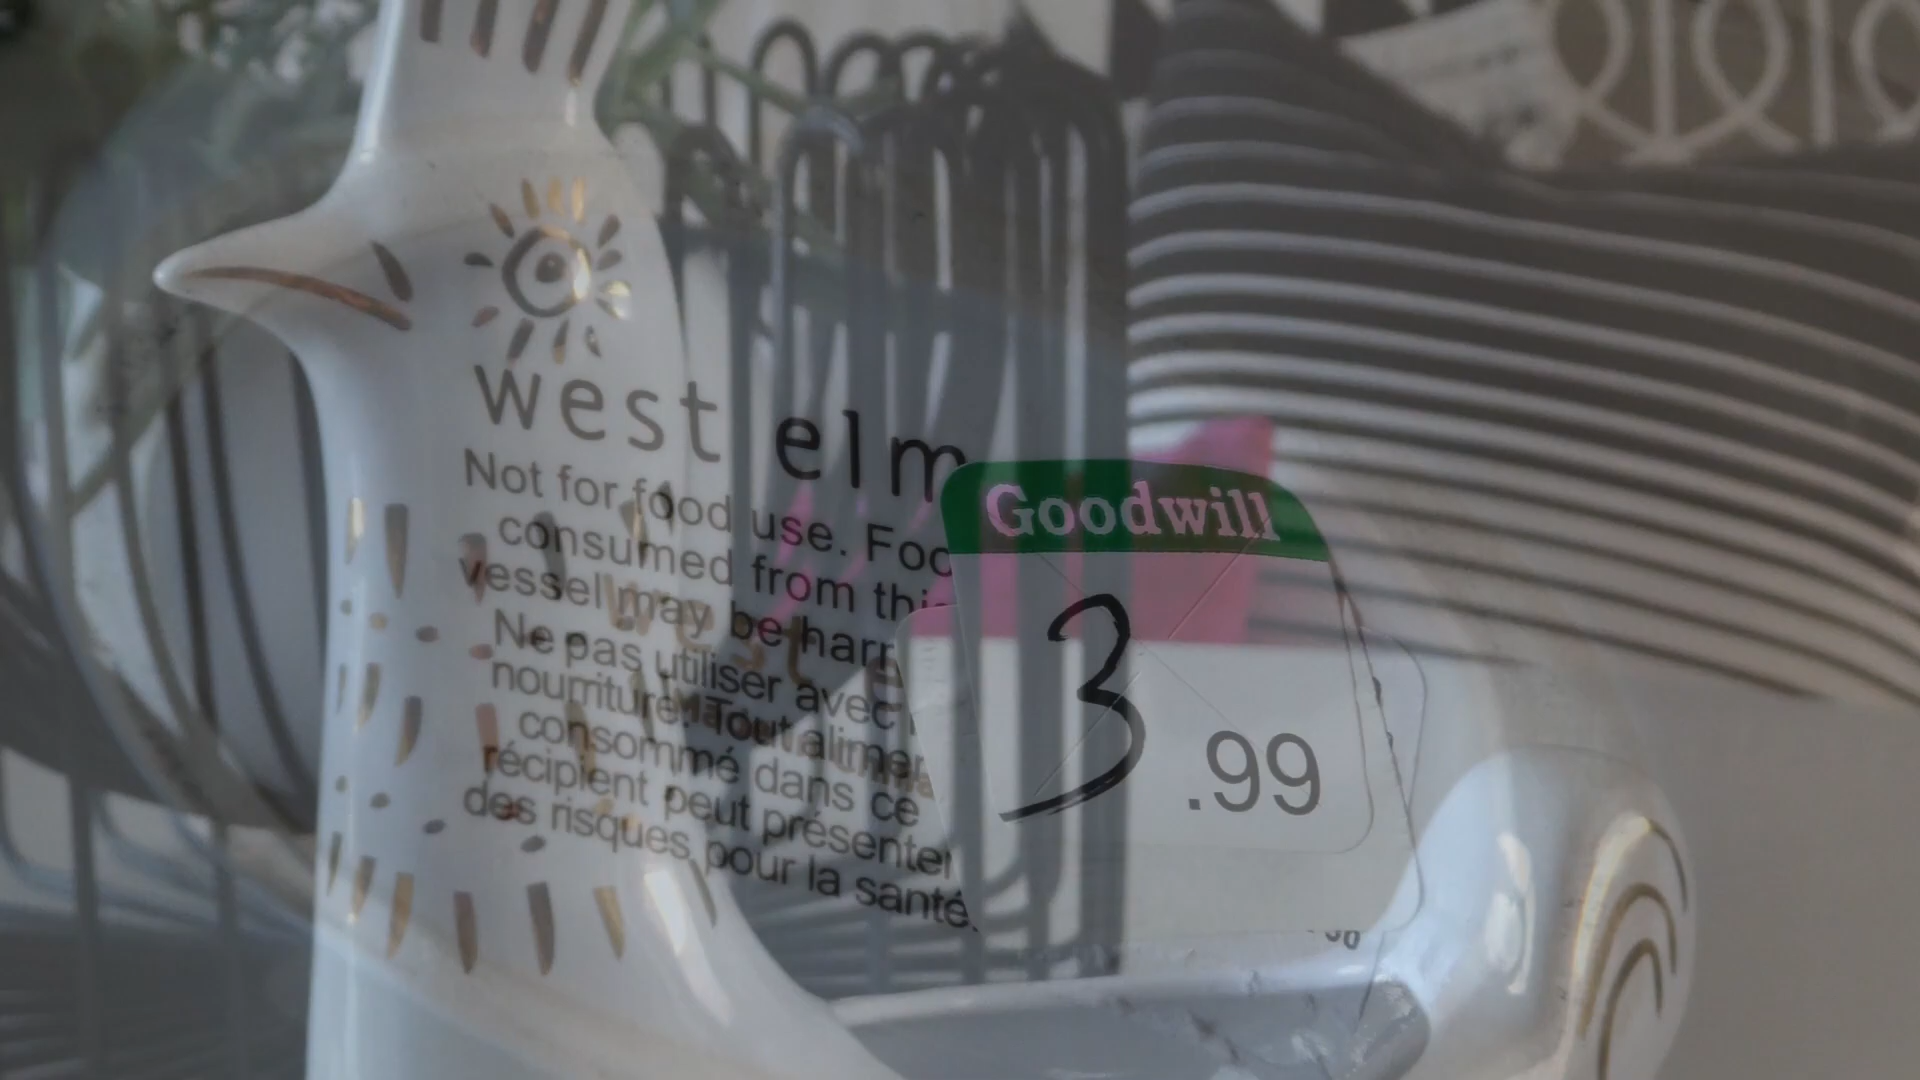 west elm
Not for food use. Foo
consumed from this
vessel may be harm
Ne pas utiliser avec
nourriture. Tout alimen
consommé dans ce
récipient peut présenter
des risques pour la santé.
Goodwill
3 .99